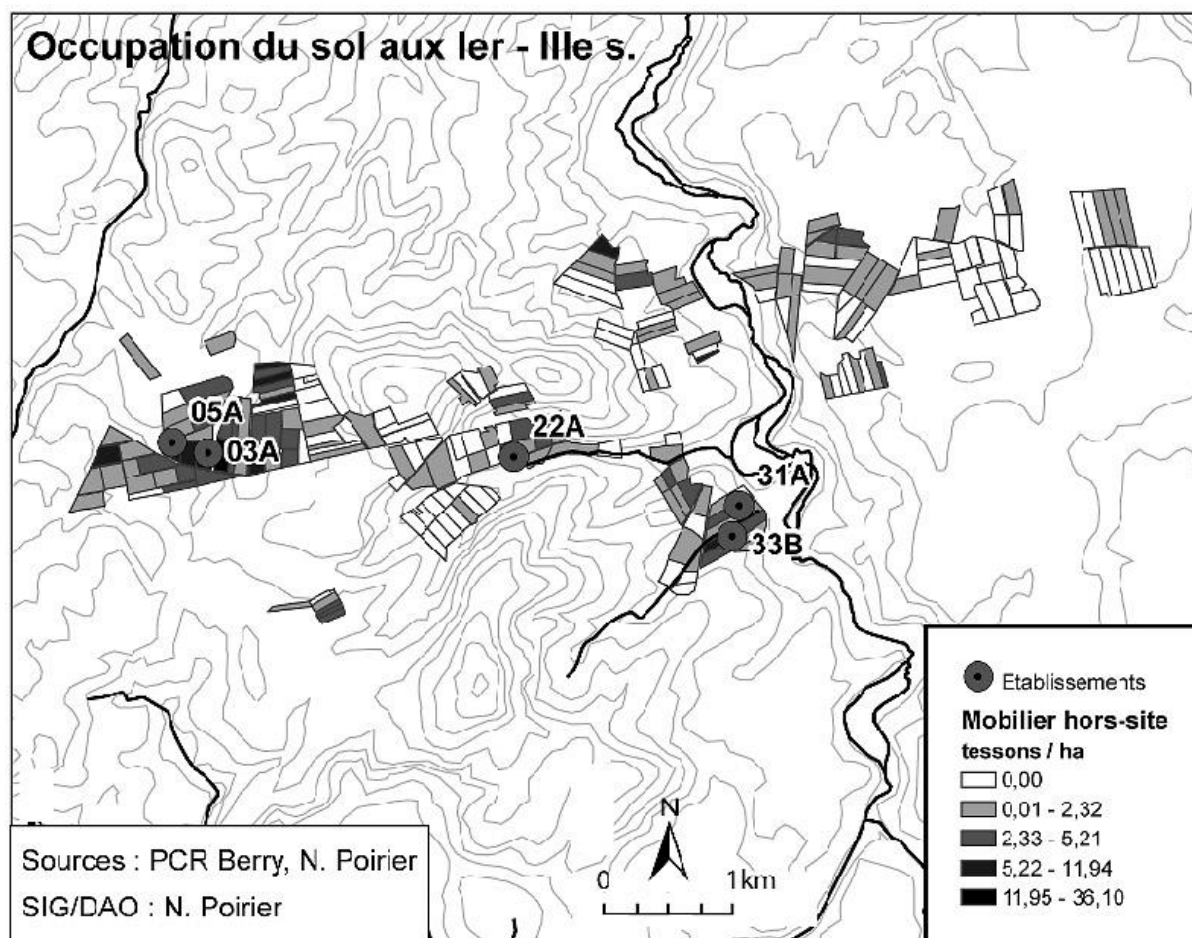 Occupation du sol aux Ier - IIIe s.
05A
03A
22A
31A
33B
Etablissements
Mobilier hors-site
tessons / ha
0,00
0,01 - 2,32
2,33 - 5,21
5,22 - 11,94
11,95 - 36,10
N
0 1km
Sources : PCR Berry, N. Poirier
SIG/DAO : N. Poirier